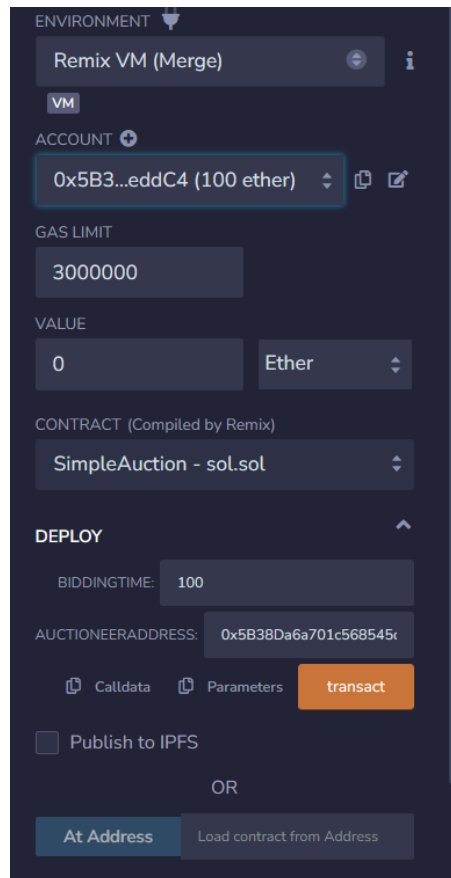 ENVIRONMENT
Remix VM (Merge)
VM
ACCOUNT
0x5B3...eddC4 (100 ether)
GAS LIMIT
3000000
VALUE
0 Ether
CONTRACT (Compiled by Remix)
SimpleAuction - sol.sol
DEPLOY
BIDDINGTIME: 100
AUCTIONEERADDRESS: 0x5B38Da6a701c568545
Calldata Parameters transact
Publish to IPFS
OR
At Address Load contract from Address